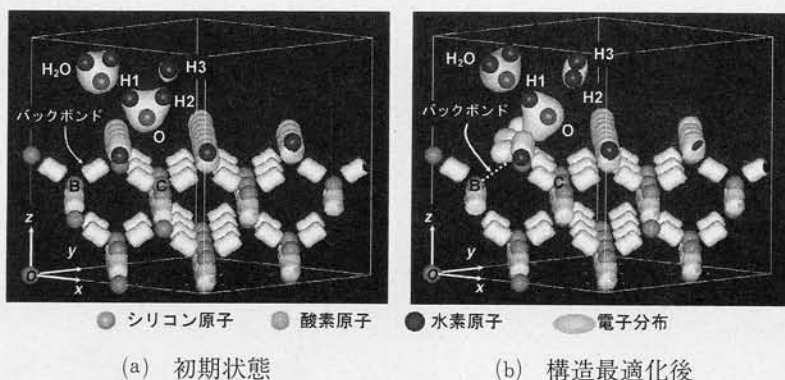 H₂O
H1
H3
H2
バックボンド
O
B
C
z
y
x
o
H₂O
H1
H3
H2
バックボンド
O
B
C
z
y
x
o
シリコン原子
酸素原子
水素原子
電子分布
(a) 初期状態
(b) 構造最適化後